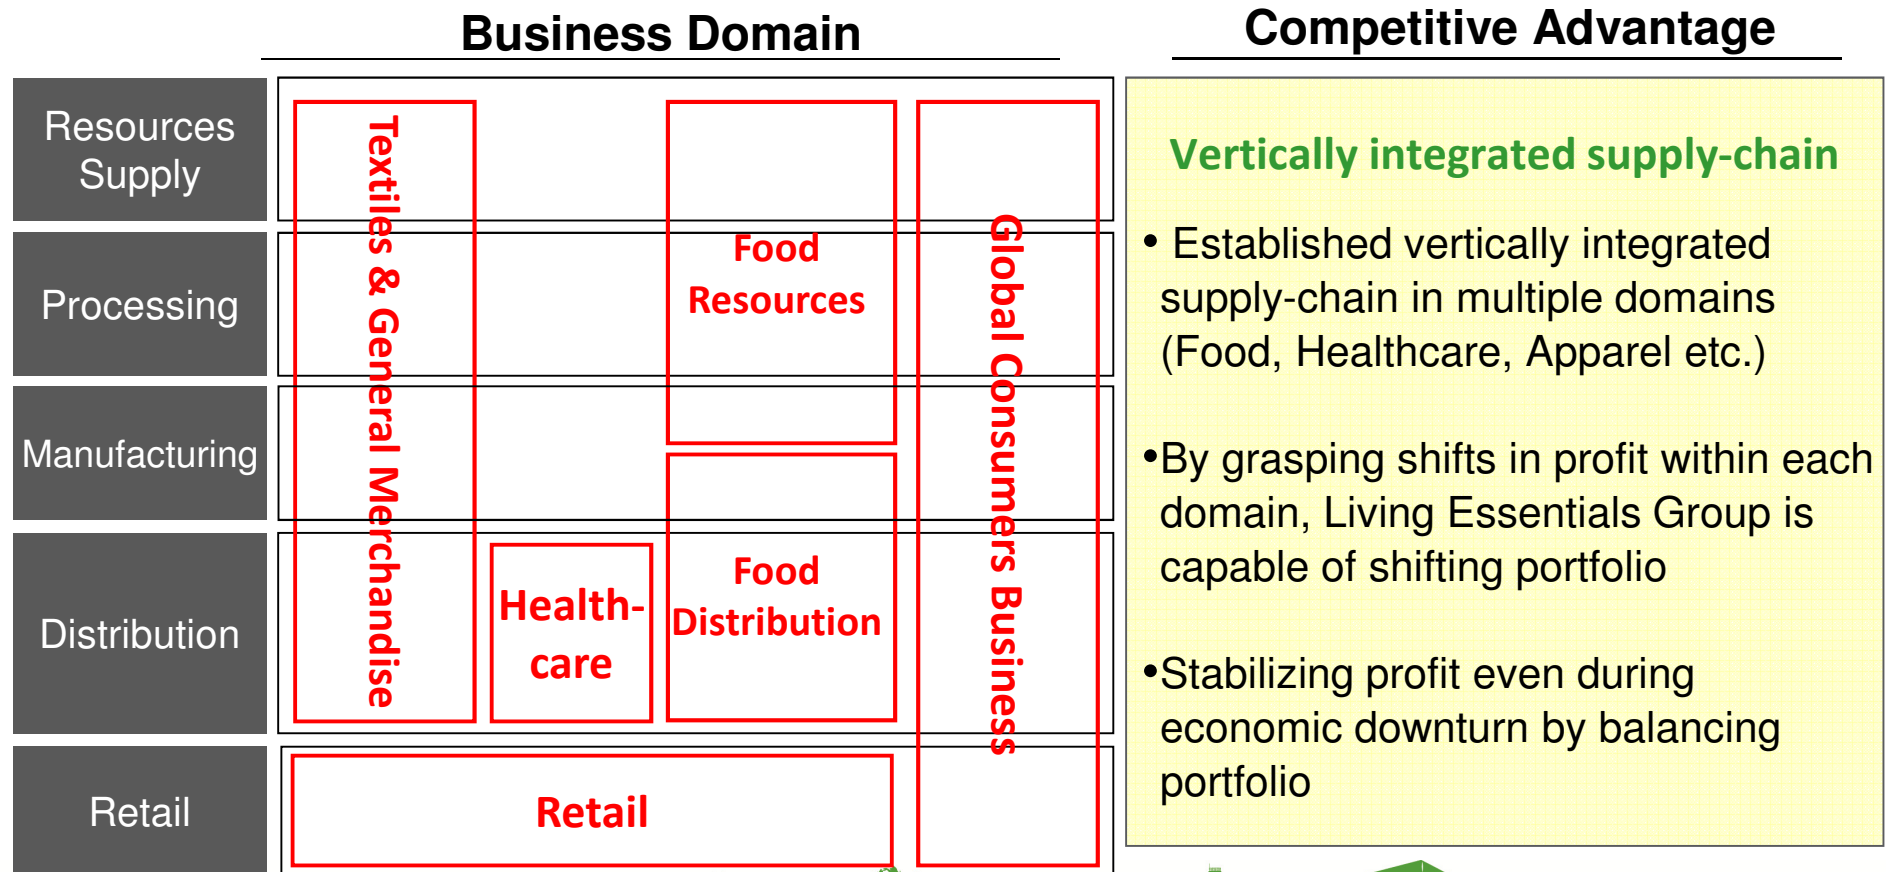 Business Domain
Competitive Advantage
Resources
Supply
Processing
Manufacturing
Distribution
Retail
Textiles & General Merchandise
Health-
care
Food
Resources
Food
Distribution
Global Consumers Business
Retail
Vertically integrated supply-chain
• Established vertically integrated
supply-chain in multiple domains
(Food, Healthcare, Apparel etc.)
•By grasping shifts in profit within each
domain, Living Essentials Group is
capable of shifting portfolio
•Stabilizing profit even during
economic downturn by balancing
portfolio